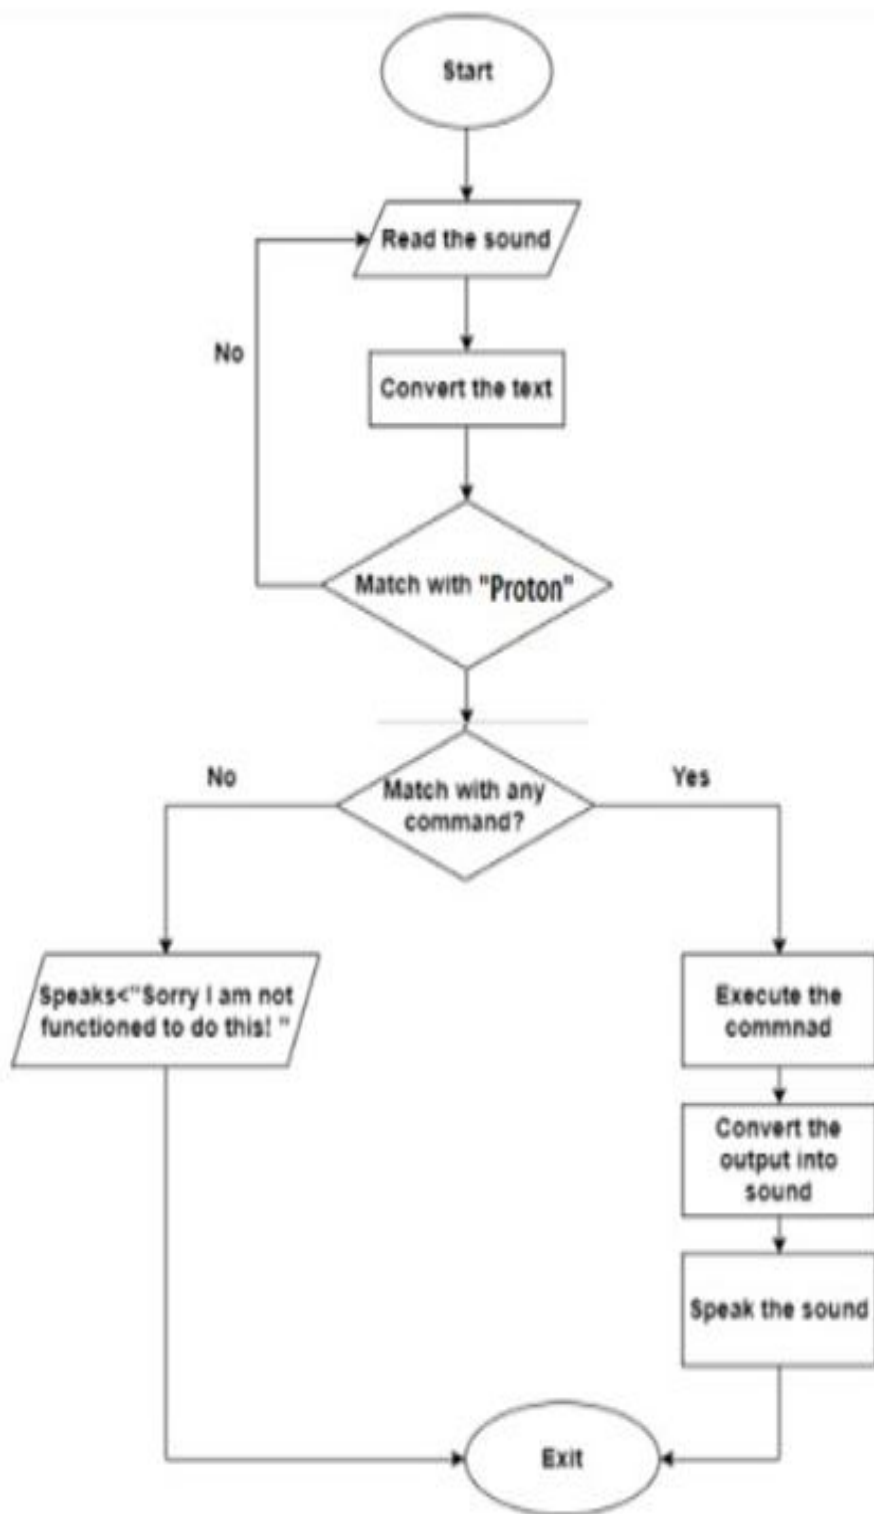 Start
Read the sound
No
Convert the text
Match with "Proton"
No
Yes
Match with any
command?
Speaks<"Sorry I am not
functioned to do this! "
Execute the
commnad
Convert the
output into
sound
Speak the sound
Exit